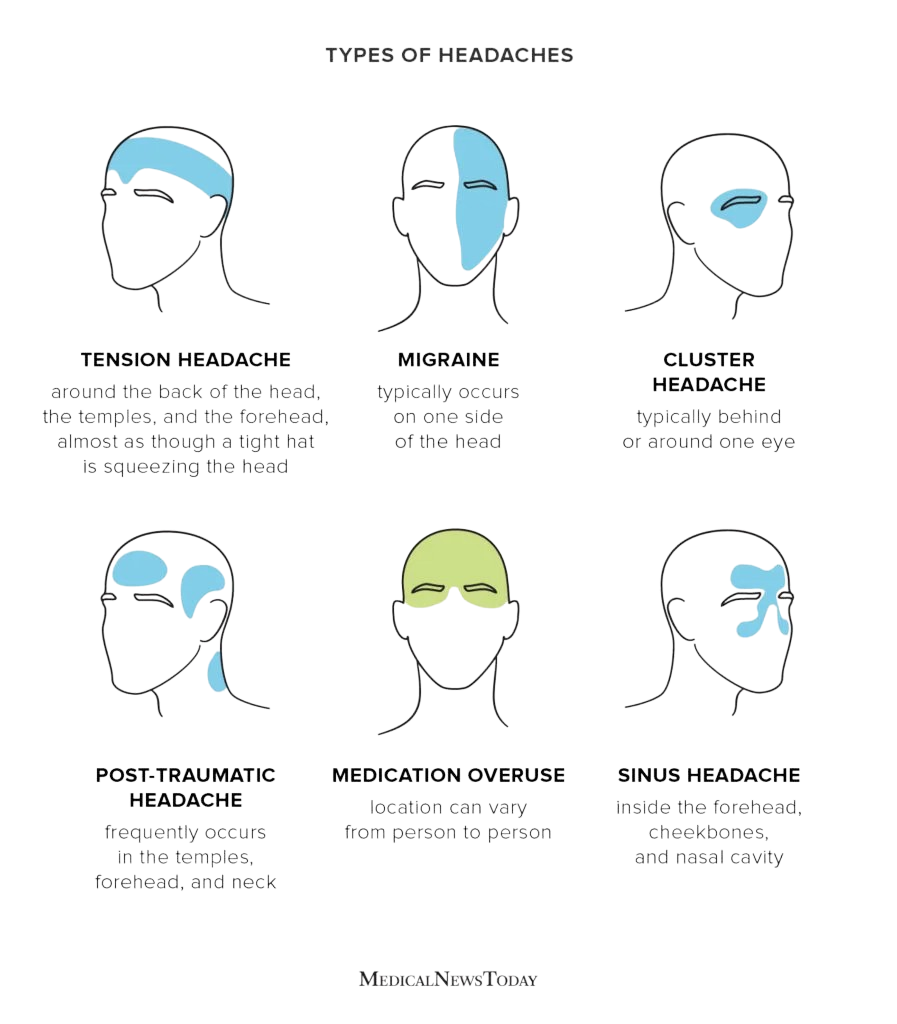 TYPES OF HEADACHES
TENSION HEADACHE
around the back of the head,
the temples, and the forehead,
almost as though a tight hat
is squeezing the head
MIGRAINE
typically occurs
on one side
of the head
CLUSTER
HEADACHE
typically behind
or around one eye
POST-TRAUMATIC
HEADACHE
frequently occurs
in the temples,
forehead, and neck
MEDICATION OVERUSE
location can vary
from person to person
SINUS HEADACHE
inside the forehead,
cheekbones,
and nasal cavity
MEDICALNEWSTODAY